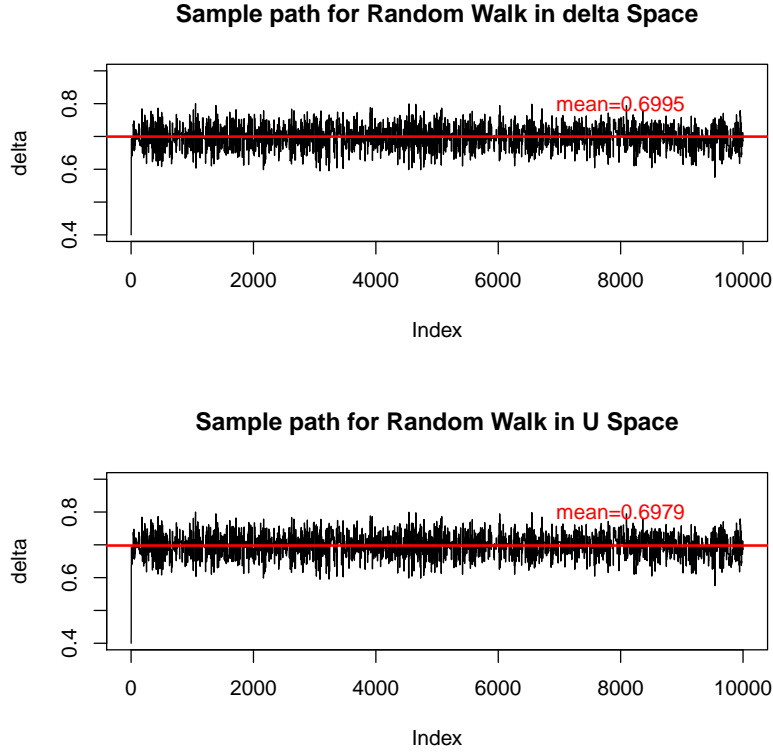 Sample path for Random Walk in delta Space
delta
0.4 0.6 0.8
mean=0.6995
0 2000 4000 6000 8000 10000
Index
Sample path for Random Walk in U Space
delta
0.4 0.6 0.8
mean=0.6979
0 2000 4000 6000 8000 10000
Index